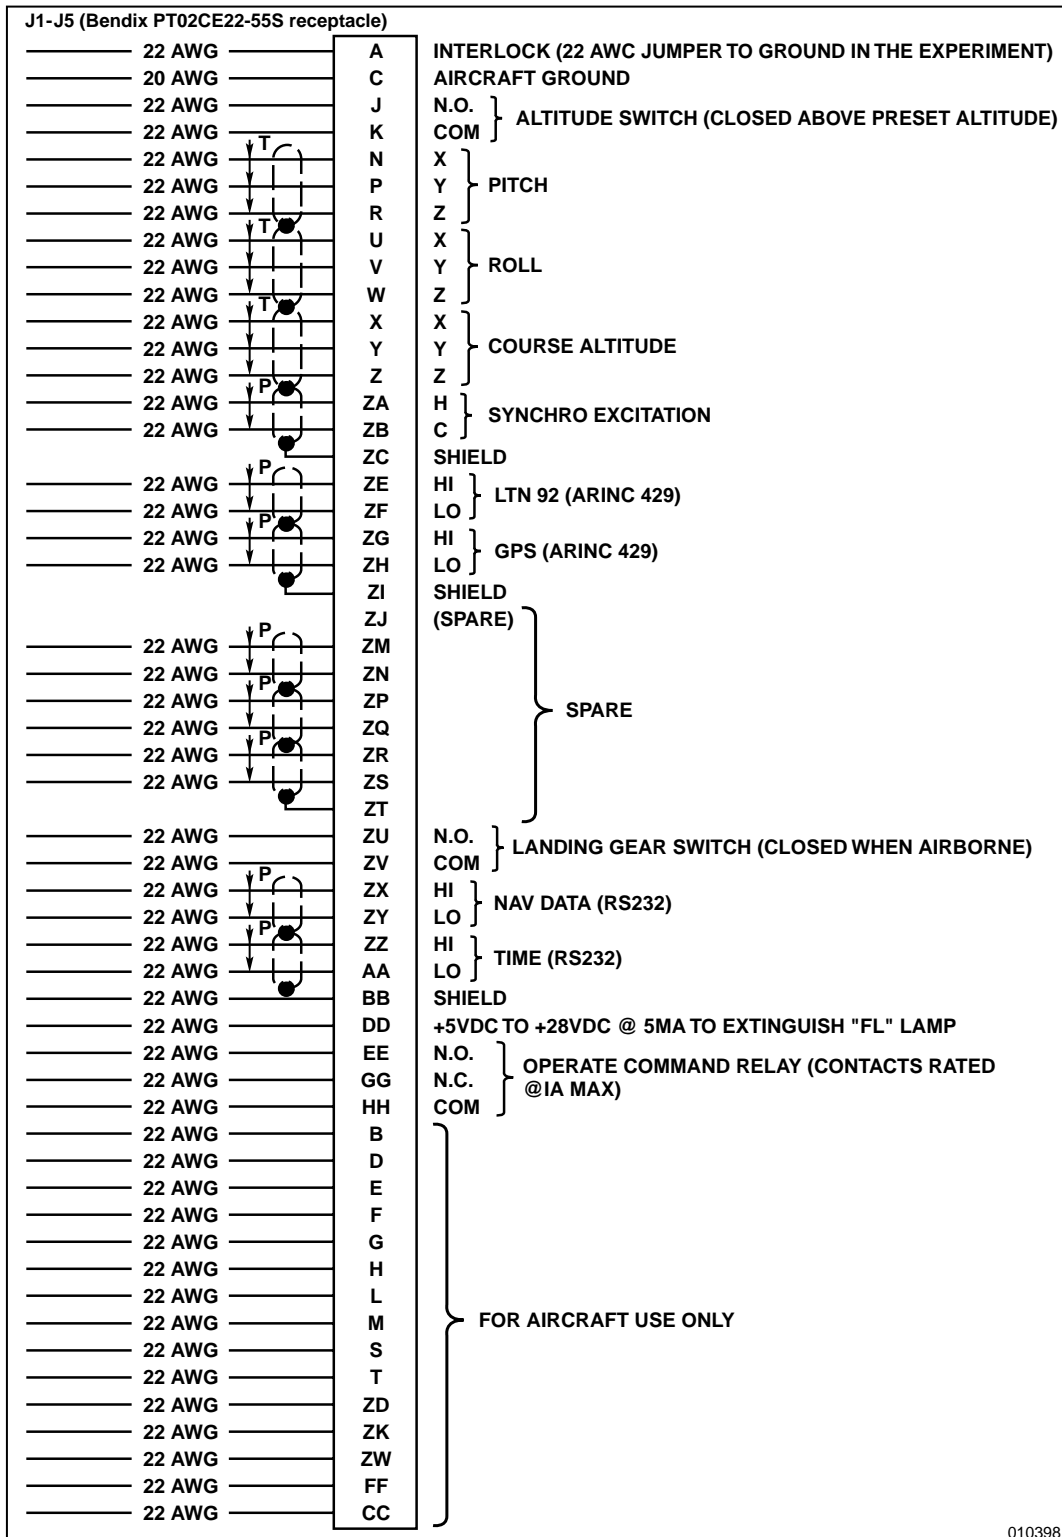 J1-J5 (Bendix PT02CE22-55S receptacle)
22 AWG A INTERLOCK (22 AWC JUMPER TO GROUND IN THE EXPERIMENT)
20 AWG C AIRCRAFT GROUND
22 AWG J N.O.
ALTITUDE SWITCH (CLOSED ABOVE PRESET ALTITUDE)
22 AWG K COM
T
22 AWG N X
22 AWG P Y PITCH
22 AWG R Z
T
22 AWG U X
22 AWG V Y ROLL
22 AWG W Z
T
22 AWG X X
22 AWG Y Y COURSE ALTITUDE
22 AWG Z Z
P
22 AWG ZA H
SYNCHRO EXCITATION
22 AWG ZB C
ZC SHIELD
P
22 AWG ZE HI
LTN 92 (ARINC 429)
22 AWG ZF LO
P
22 AWG ZG HI
GPS (ARINC 429)
22 AWG ZH LO
ZI SHIELD
ZJ (SPARE)
P
22 AWG ZM
22 AWG ZN
P
22 AWG ZP
SPARE
22 AWG ZQ
P
22 AWG ZR
22 AWG ZS
ZT
22 AWG ZU N.O.
LANDING GEAR SWITCH (CLOSED WHEN AIRBORNE)
22 AWG ZV COM
P
22 AWG ZX HI
NAV DATA (RS232)
22 AWG ZY LO
P
22 AWG ZZ HI
TIME (RS232)
22 AWG AA LO
22 AWG BB SHIELD
22 AWG DD +5VDC TO +28VDC @ 5MA TO EXTINGUISH "FL" LAMP
22 AWG EE N.O.
OPERATE COMMAND RELAY (CONTACTS RATED
22 AWG GG N.C.
@IA MAX)
22 AWG HH COM
22 AWG B
22 AWG D
22 AWG E
22 AWG F
22 AWG G
22 AWG H
22 AWG L
22 AWG M FOR AIRCRAFT USE ONLY
22 AWG S
22 AWG T
22 AWG ZD
22 AWG ZK
22 AWG ZW
22 AWG FF
22 AWG CC
010398